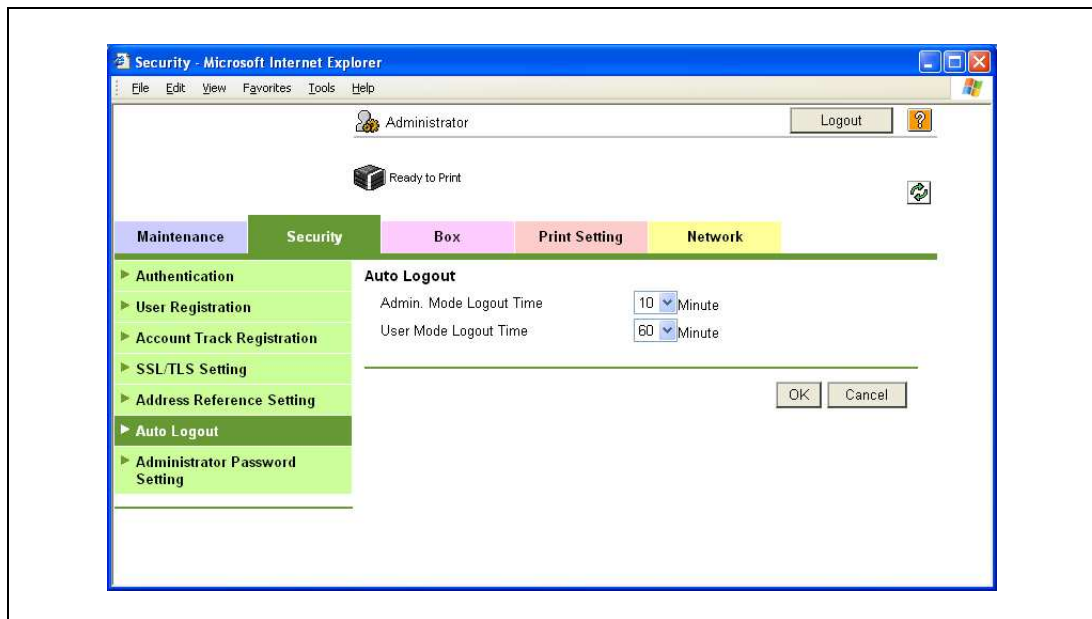 Security - Microsoft Internet Explorer
File Edit View Favorites Tools Help
Administrator
Logout
?
Ready to Print
Maintenance Security Box Print Setting Network
Authentication
User Registration
Account Track Registration
SSL/TLS Setting
Address Reference Setting
Auto Logout
Administrator Password
Setting
Auto Logout
Admin. Mode Logout Time 10 Minute
User Mode Logout Time 60 Minute
OK Cancel